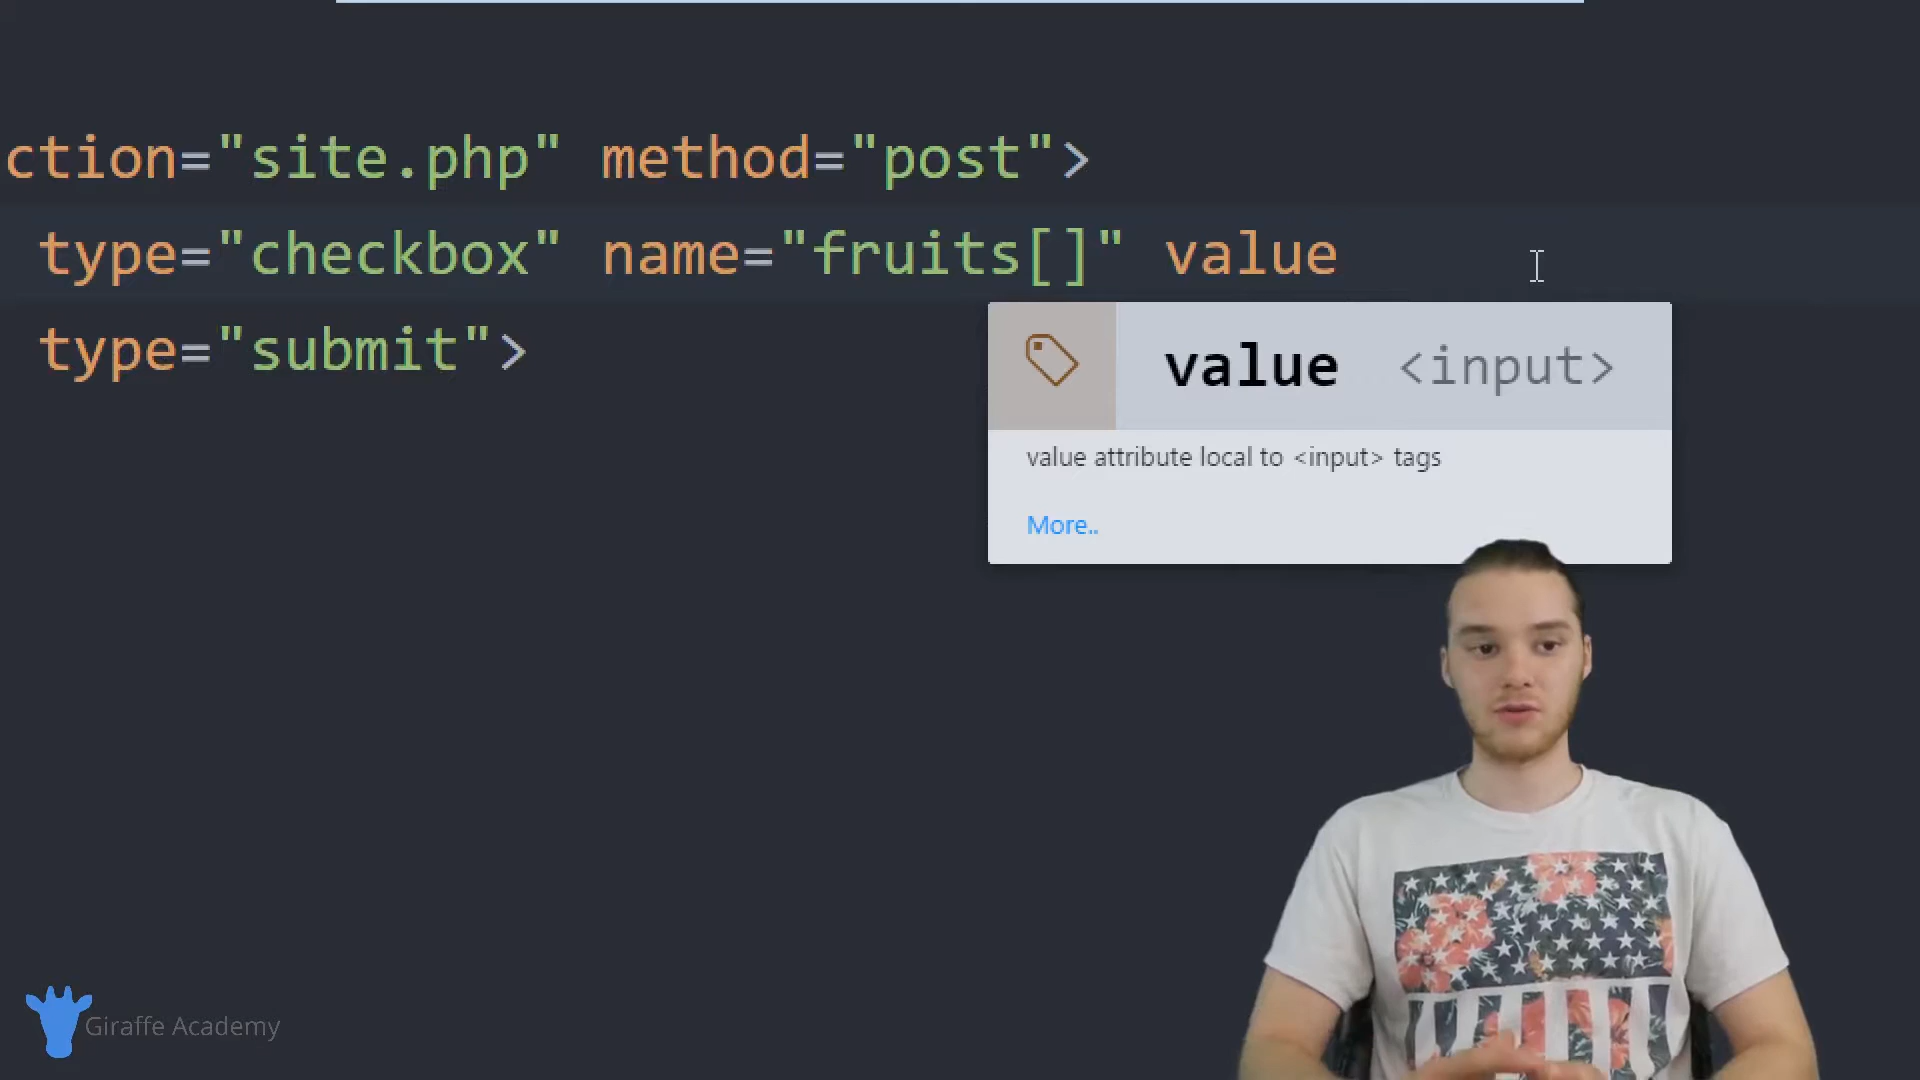 ction="site.php" method="post">
type="checkbox" name="fruits[]" value
type="submit">
value <input>
value attribute local to <input> tags
More..
Giraffe Academy